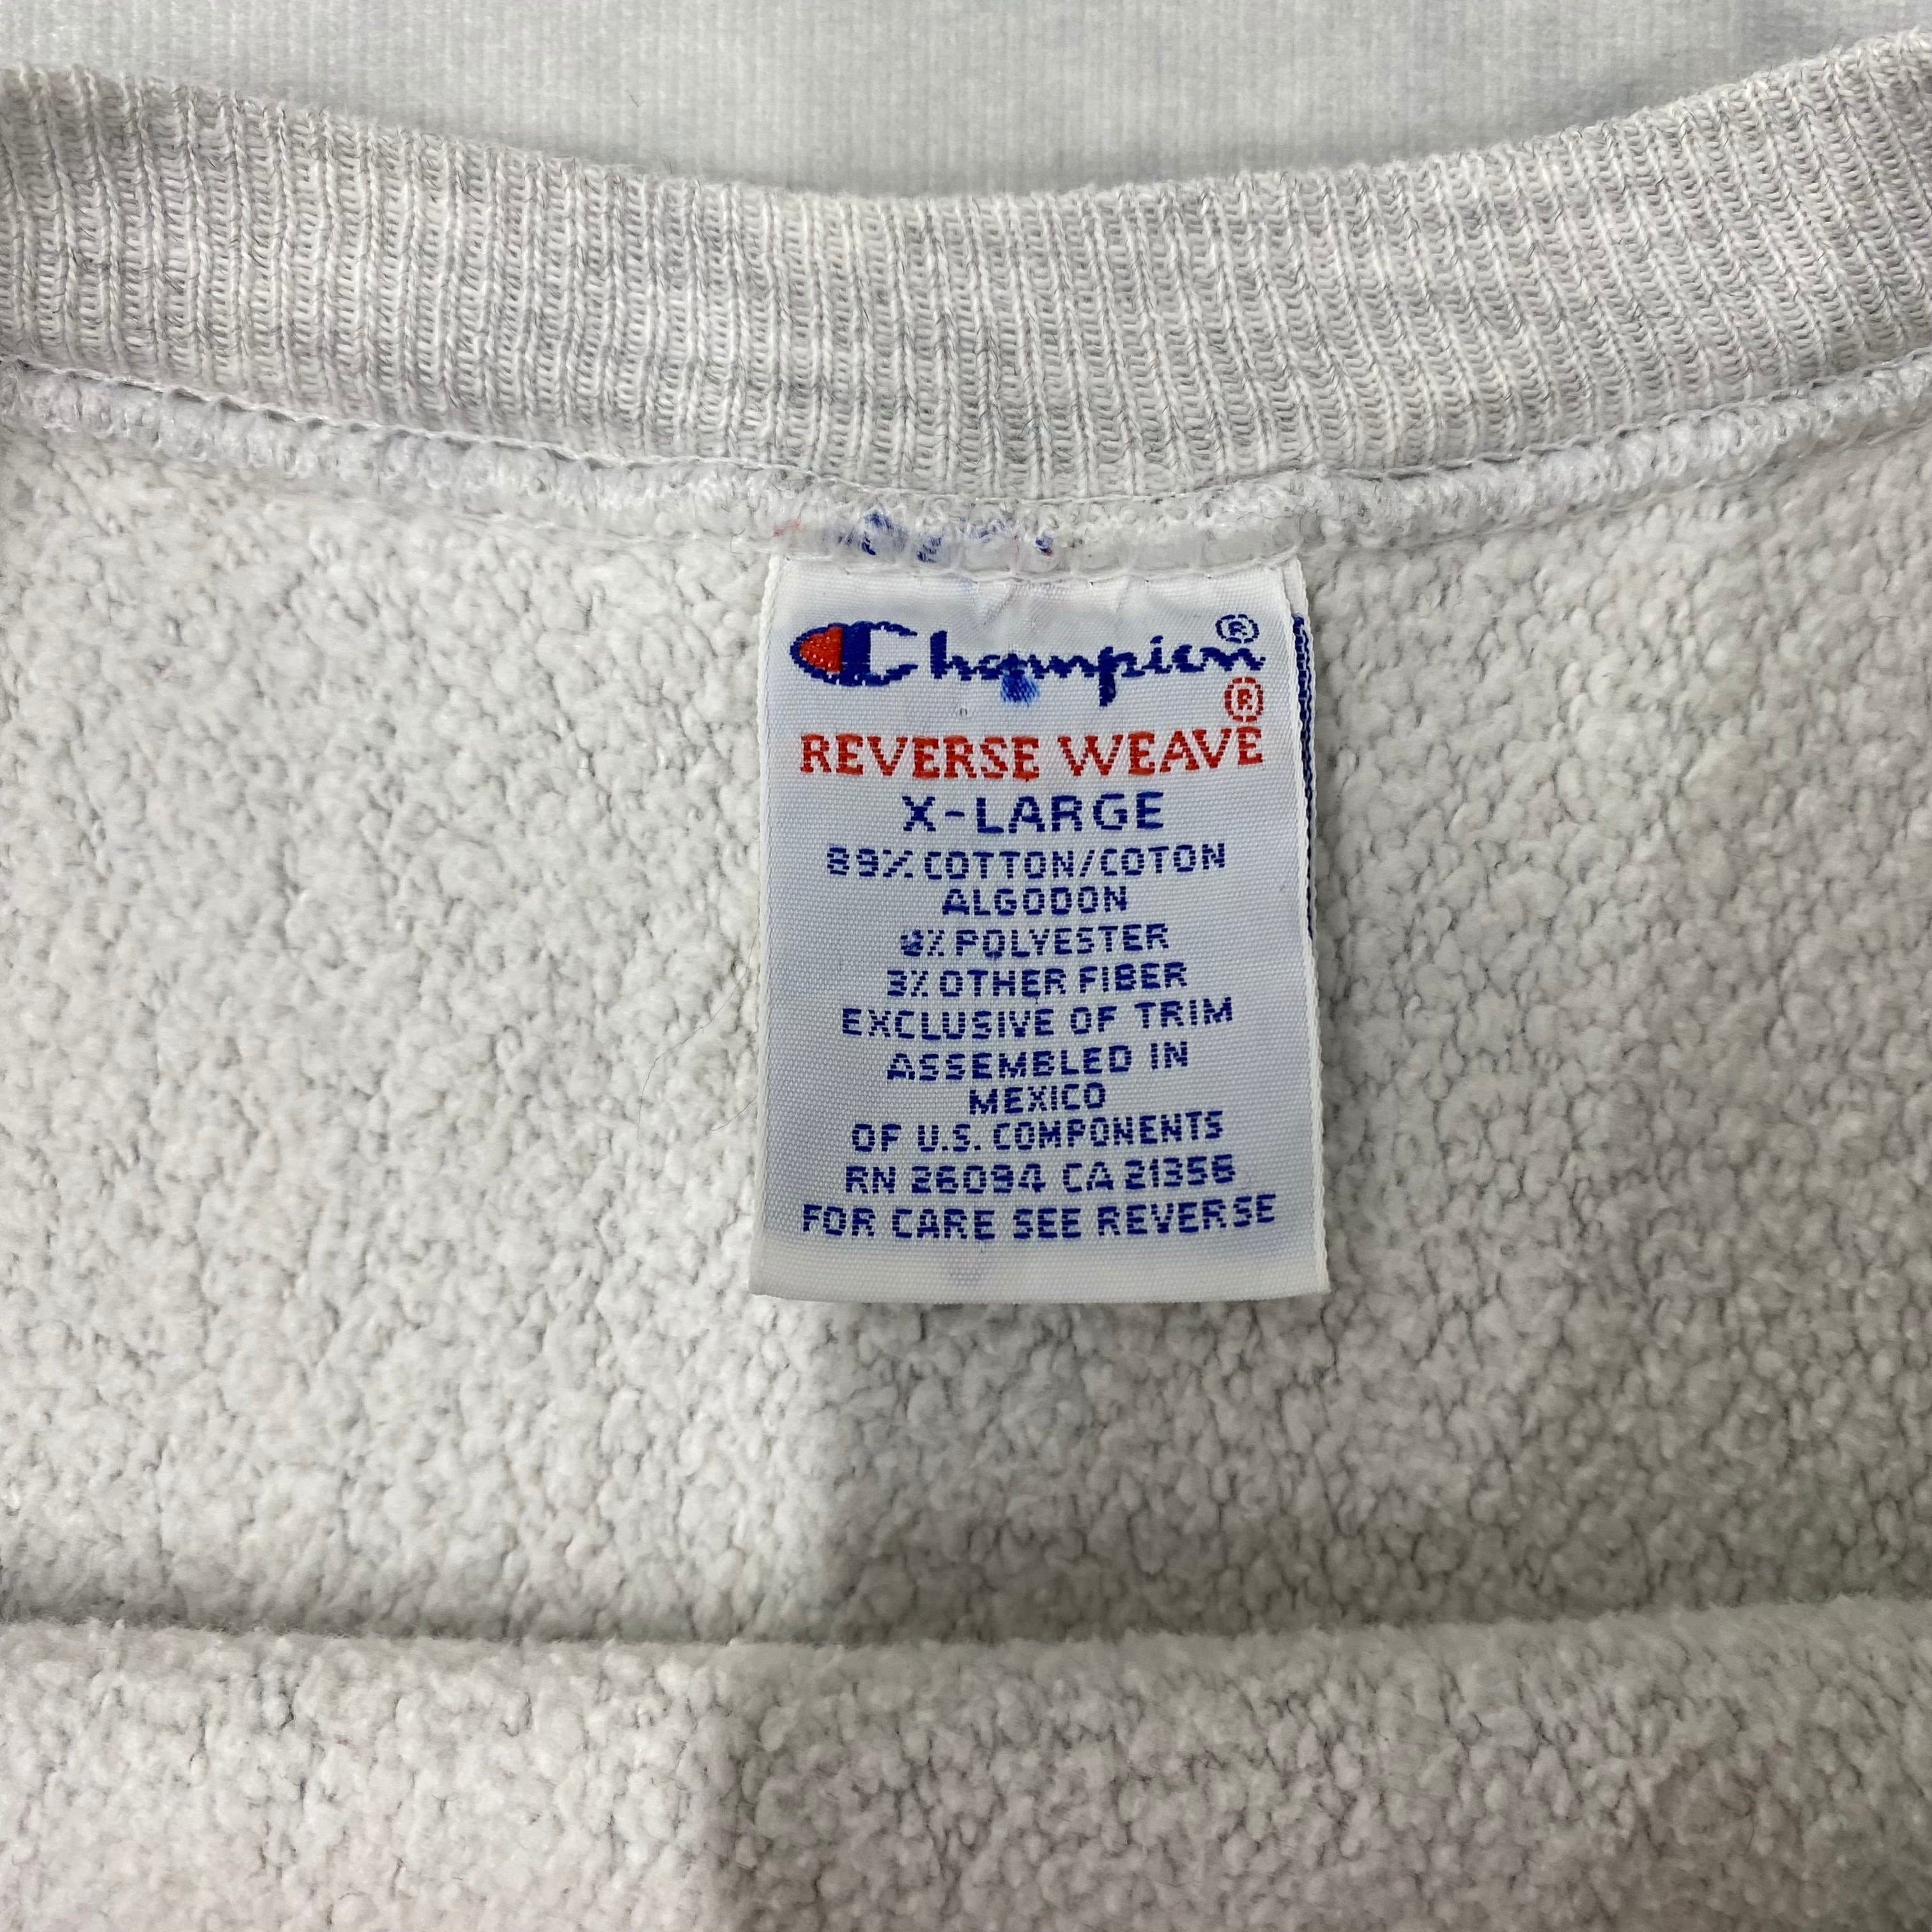 Champion®
®
REVERSE WEAVE
X-LARGE
89% COTTON/COTON
ALGODON
8% POLYESTER
3% OTHER FIBER
EXCLUSIVE OF TRIM
ASSEMBLED IN
MEXICO
OF U.S. COMPONENTS
RN 26094 CA 21356
FOR CARE SEE REVERSE